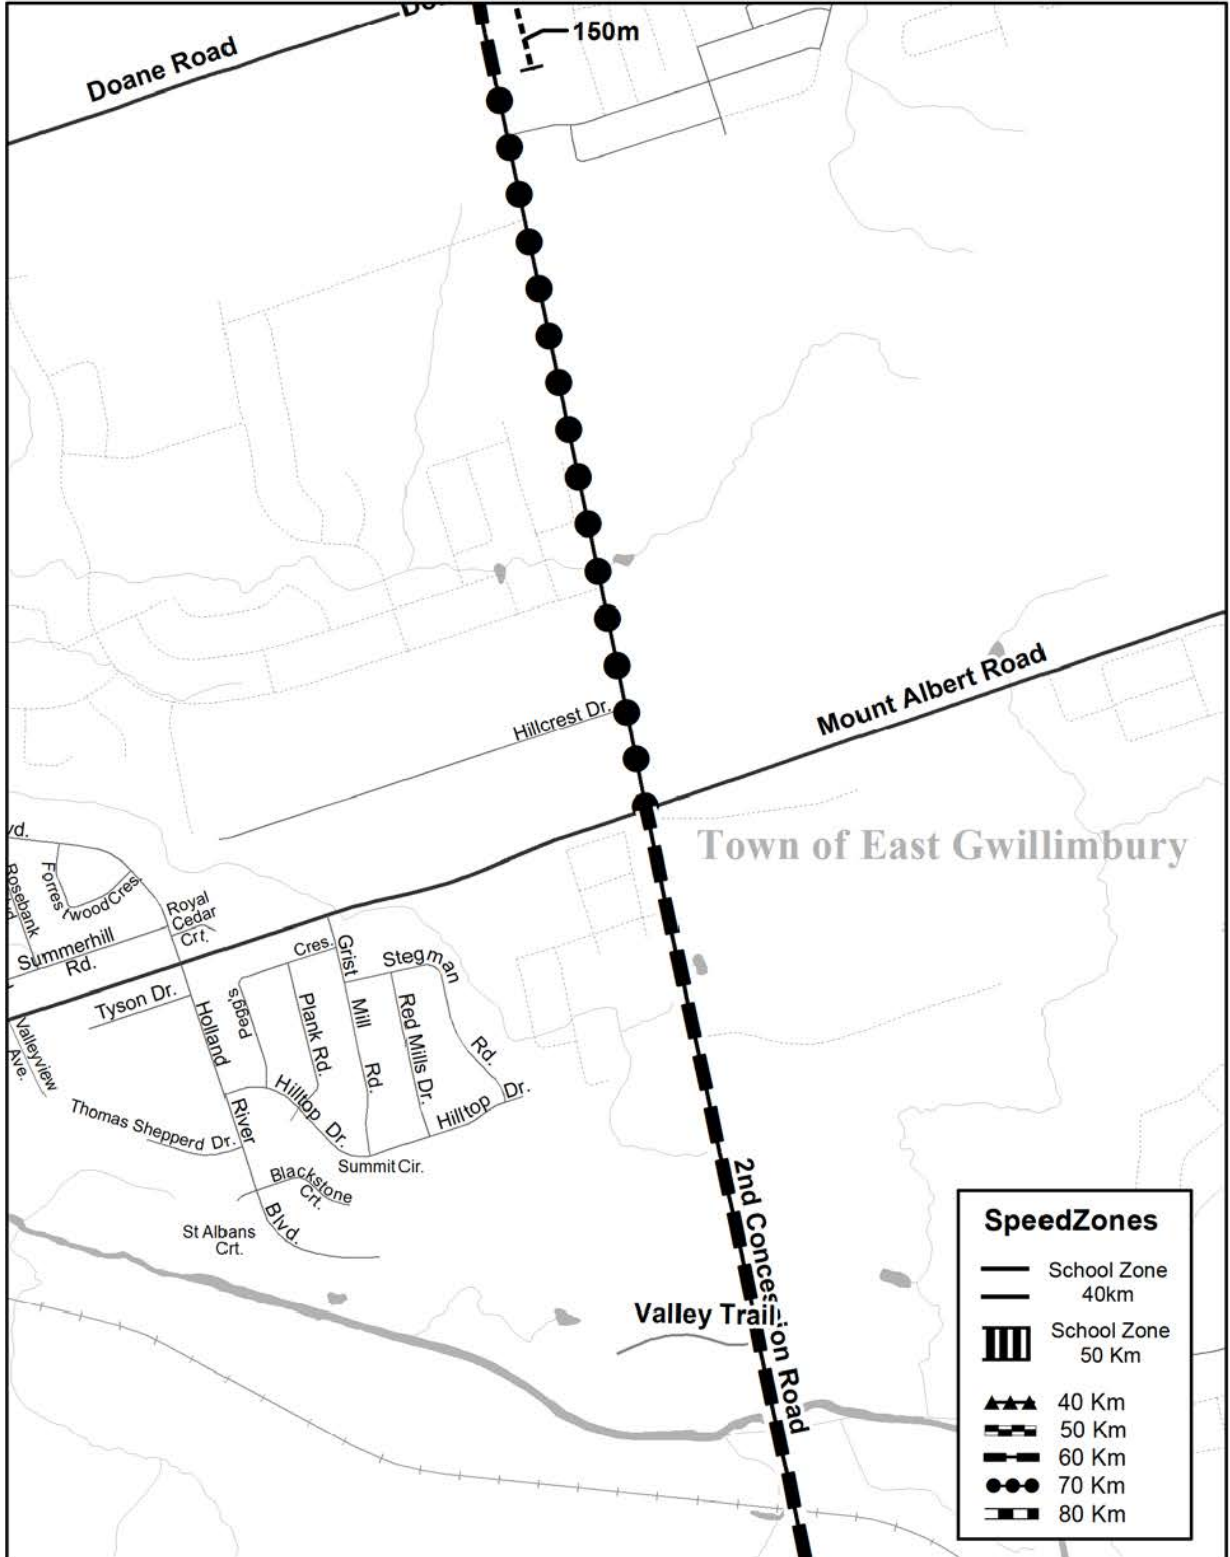 Doane Road
150m
Hillcrest Dr.
Mount Albert Road
Town of East Gwillimbury
vd.
Rosebank
Forrest
wood Cres.
Royal
Cedar
Crt.
Summerhill
Rd.
Tyson Dr.
Valleyview
Ave.
Holland
River
Blvd.
Pegg's
Cres.
Grist
Mill
Rd.
Plank Rd.
Stegman
Rd.
Red Mills Dr.
Hilltop Dr.
Hilltop Dr.
Thomas Shepperd Dr.
Summit Cir.
Blackstone
Crt.
St Albans
Crt.
2nd Concession Road
Valley Trail
SpeedZones
School Zone
40km
School Zone
50 Km
40 Km
50 Km
60 Km
70 Km
80 Km